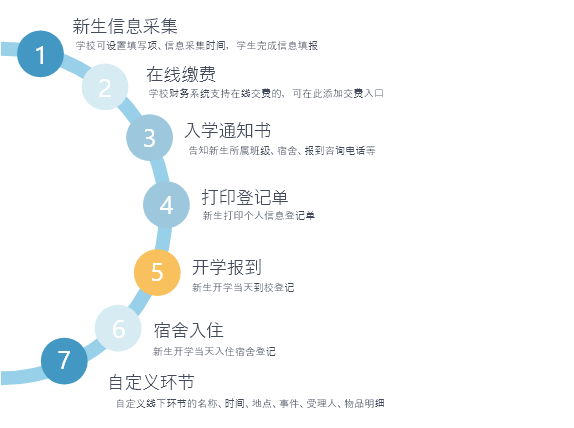 1
新生信息采集
学校可设置填写项、信息采集时间，学生完成信息填报
2
在线缴费
学校财务系统支持在线交费的，可在此添加交费入口
3
入学通知书
告知新生所属班级、宿舍、报到咨询电话等
4
打印登记单
新生打印个人信息登记单
5
开学报到
新生开学当天到校登记
6
宿舍入住
新生开学当天入住宿舍登记
7
自定义环节
自定义线下环节的名称、时间、地点、事件、受理人、物品明细